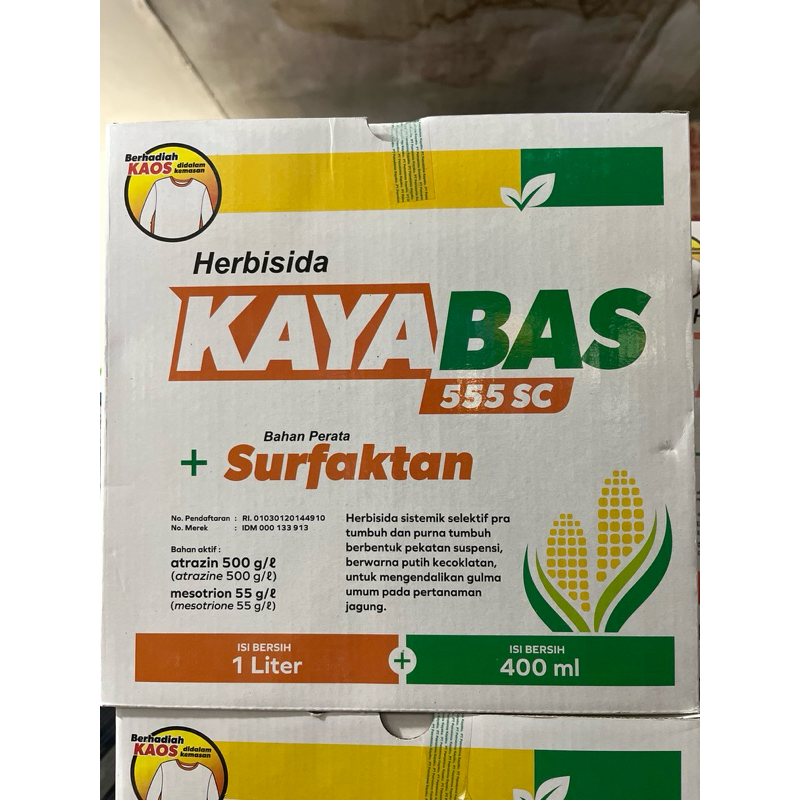 Berhadiah
KAOS didalam
kemasan
Herbisida
KAYABAS
555 SC
Bahan Perata
+ Surfaktan
No. Pendaftaran : RI. 01030120144910
No. Merek : IDM 000 133 913
Bahan aktif :
atrazin 500 g/ℓ
(atrazine 500 g/ℓ)
mesotrion 55 g/ℓ
(mesotrione 55 g/ℓ)
Herbisida sistemik selektif pra
tumbuh dan purna tumbuh
berbentuk pekatan suspensi,
berwarna putih kecoklatan,
untuk mengendalikan gulma
umum pada pertanaman
jagung.
ISI BERSIH
1 Liter
+
ISI BERSIH
400 ml
Berhadiah
KAOS didalam
kemasan